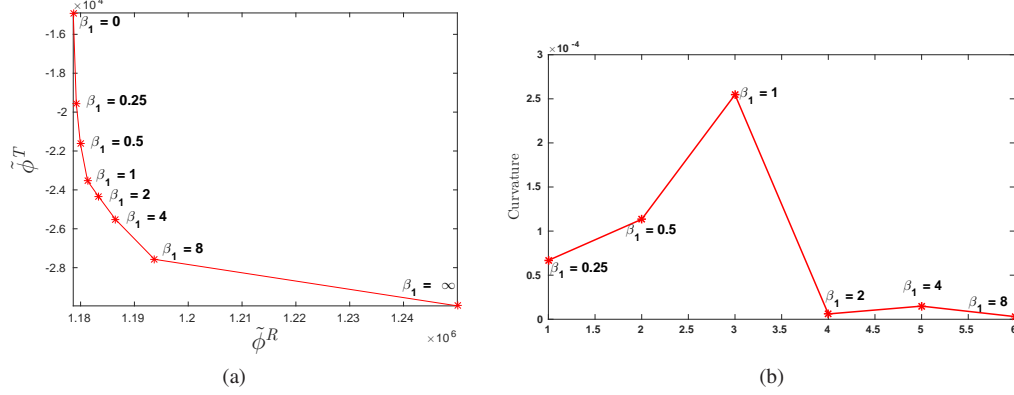 ×10⁴
-1.6
-1.8
-2
-2.2
-2.4
-2.6
-2.8
ϕ̃^T
β₁ = 0
β₁ = 0.25
β₁ = 0.5
β₁ = 1
β₁ = 2
β₁ = 4
β₁ = 8
β₁ = ∞
1.18 1.19 1.2 1.21 1.22 1.23 1.24
×10⁶
ϕ̃^R
(a)
×10⁻⁴
3
2.5
2
1.5
1
0.5
0
Curvature
β₁ = 1
β₁ = 0.5
β₁ = 0.25
β₁ = 2
β₁ = 4
β₁ = 8
1 1.5 2 2.5 3 3.5 4 4.5 5 5.5 6
(b)